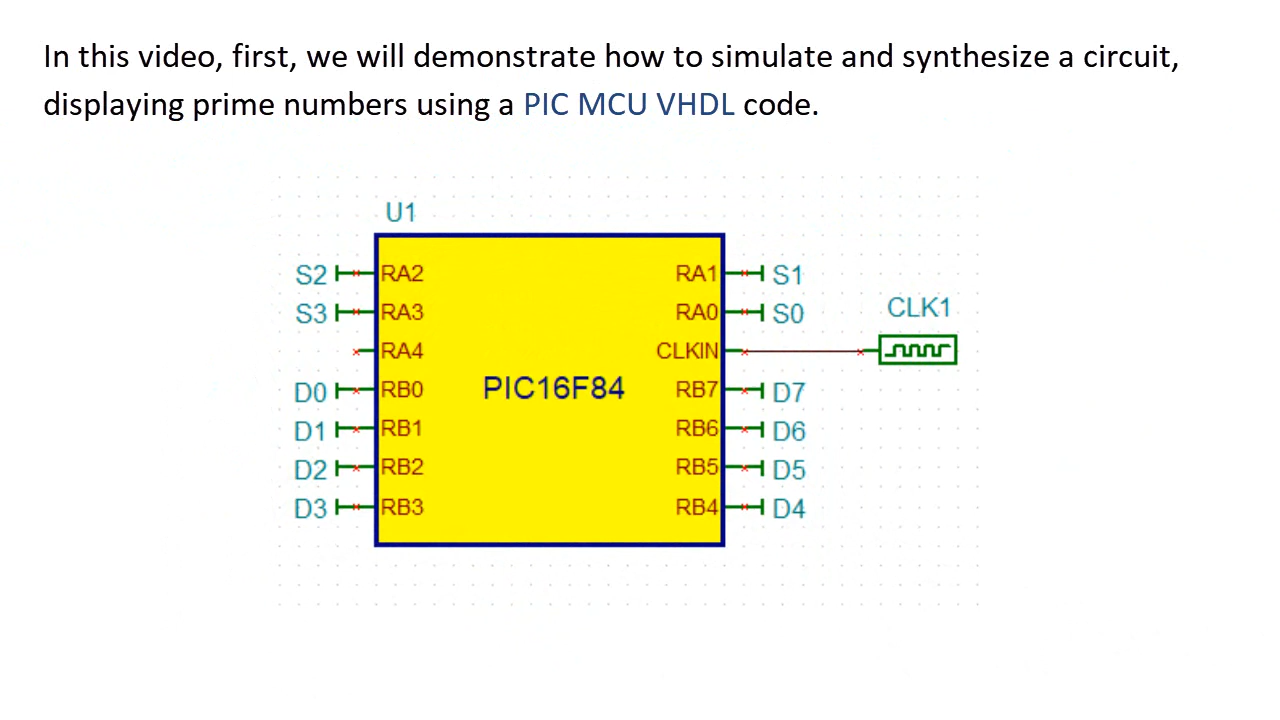 In this video, first, we will demonstrate how to simulate and synthesize a circuit,
displaying prime numbers using a PIC MCU VHDL code.
U1
S2 RA2 RA1 S1
S3 RA3 RA0 S0 CLK1
RA4 CLKIN
D0 RB0 PIC16F84 RB7 D7
D1 RB1 RB6 D6
D2 RB2 RB5 D5
D3 RB3 RB4 D4